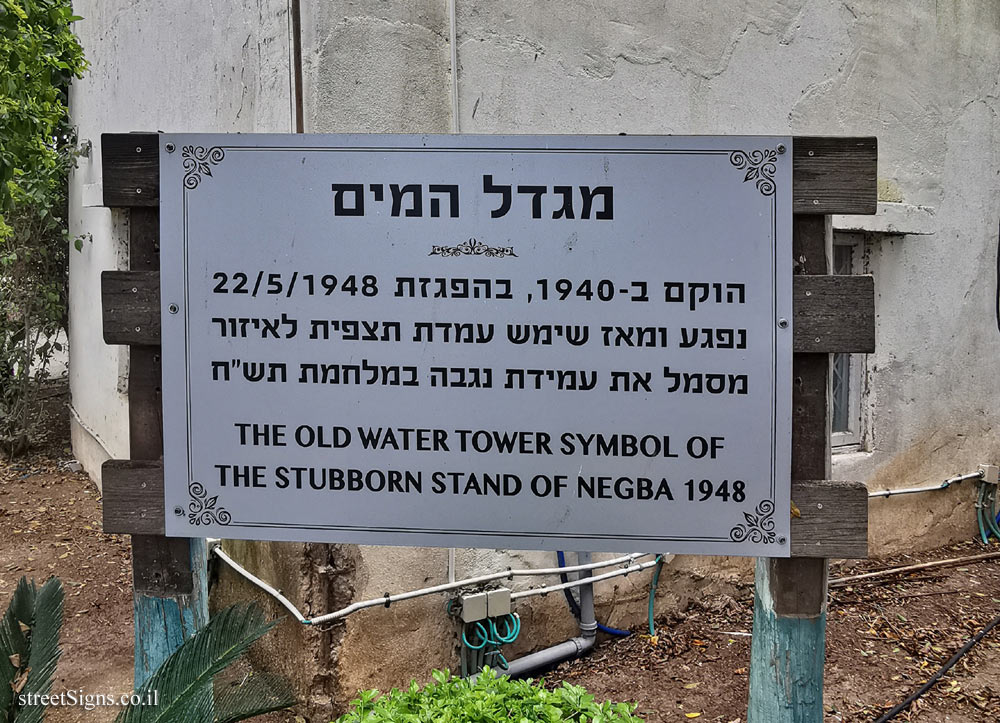 מגדל המים
הוקם ב-1940, בהפגזת 22/5/1948
נפגע ומאז שימש עמדת תצפית לאיזור
מסמל את עמידת נגבה במלחמת תש"ח
THE OLD WATER TOWER SYMBOL OF
THE STUBBORN STAND OF NEGBA 1948
streetSigns.co.il